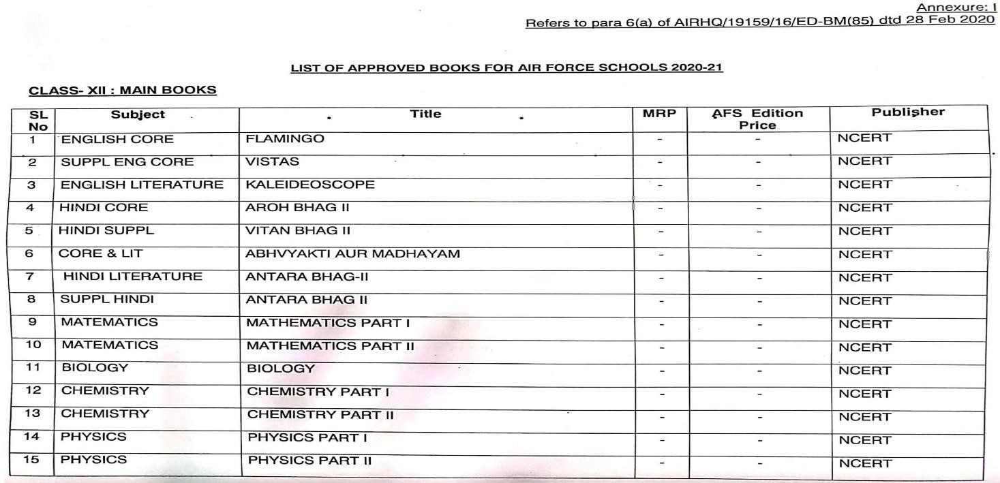 Annexure: I
Refers to para 6(a) of AIRHQ/19159/16/ED-BM(85) dtd 28 Feb 2020
LIST OF APPROVED BOOKS FOR AIR FORCE SCHOOLS 2020-21
CLASS- XII : MAIN BOOKS
SL No Subject Title MRP AFS Edition Price Publisher
1 ENGLISH CORE FLAMINGO - - NCERT
2 SUPPL ENG CORE VISTAS - - NCERT
3 ENGLISH LITERATURE KALEIDEOSCOPE - - NCERT
4 HINDI CORE AROH BHAG II - - NCERT
5 HINDI SUPPL VITAN BHAG II - - NCERT
6 CORE & LIT ABHVYAKTI AUR MADHAYAM - - NCERT
7 HINDI LITERATURE ANTARA BHAG-II - - NCERT
8 SUPPL HINDI ANTARA BHAG II - - NCERT
9 MATEMATICS MATHEMATICS PART I - - NCERT
10 MATEMATICS MATHEMATICS PART II - - NCERT
11 BIOLOGY BIOLOGY - - NCERT
12 CHEMISTRY CHEMISTRY PART I - - NCERT
13 CHEMISTRY CHEMISTRY PART II - - NCERT
14 PHYSICS PHYSICS PART I - - NCERT
15 PHYSICS PHYSICS PART II - - NCERT